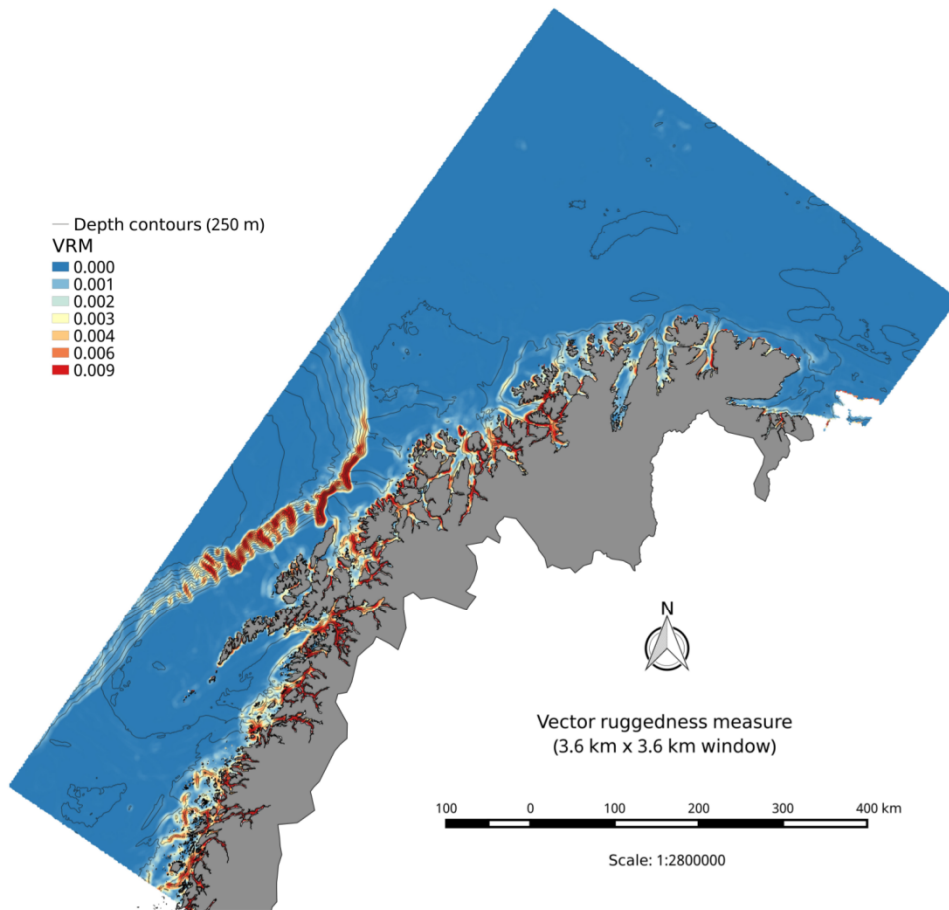 Depth contours (250 m)
VRM
0.000
0.001
0.002
0.003
0.004
0.006
0.009
N
Vector ruggedness measure
(3.6 km x 3.6 km window)
100 0 100 200 300 400 km
Scale: 1:2800000